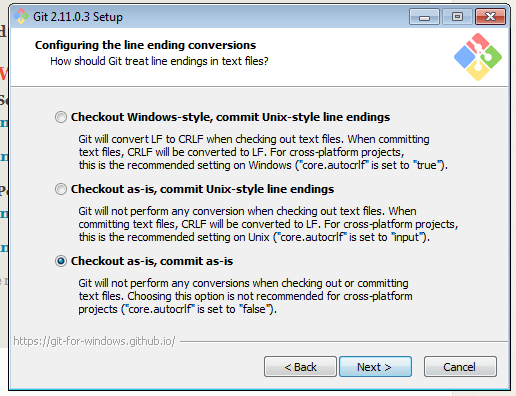 Git 2.11.0.3 Setup
Configuring the line ending conversions
How should Git treat line endings in text files?
Checkout Windows-style, commit Unix-style line endings
Git will convert LF to CRLF when checking out text files. When committing
text files, CRLF will be converted to LF. For cross-platform projects,
this is the recommended setting on Windows ("core.autocrlf" is set to "true").
Checkout as-is, commit Unix-style line endings
Git will not perform any conversion when checking out text files. When
committing text files, CRLF will be converted to LF. For cross-platform projects,
this is the recommended setting on Unix ("core.autocrlf" is set to "input").
Checkout as-is, commit as-is
Git will not perform any conversions when checking out or committing
text files. Choosing this option is not recommended for cross-platform
projects ("core.autocrlf" is set to "false").
https://git-for-windows.github.io/
< Back
Next >
Cancel